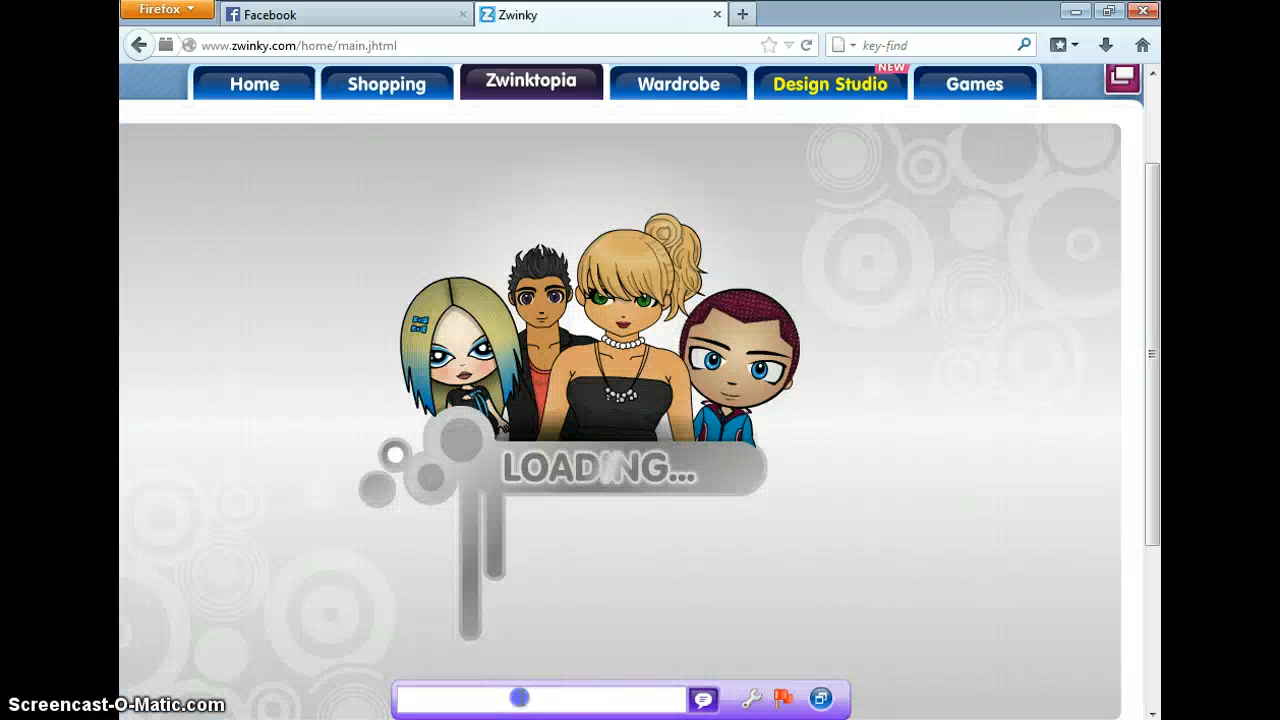 Firefox
Facebook
Zwinky
www.zwinky.com/home/main.jhtml
key-find
Home
Shopping
Zwinktopia
Wardrobe
Design Studio
NEW
Games
LOADING...
Screencast-O-Matic.com